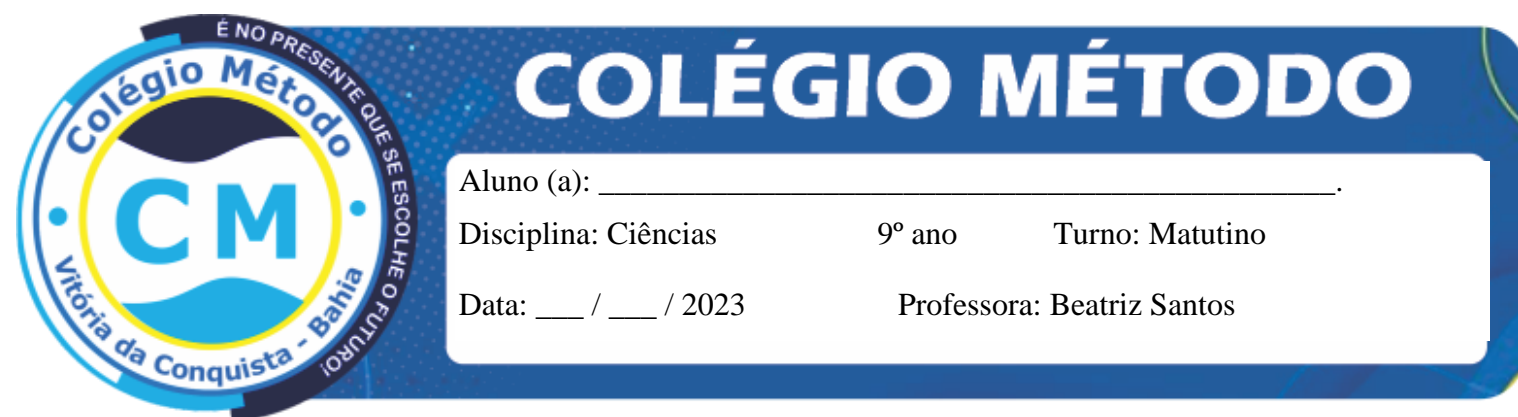 É NO PRESENTE QUE SE ESCOLHE O FUTURO!
Colégio Método
CM
Vitória da Conquista - Bahia
COLÉGIO MÉTODO
Aluno (a): ______________________________________________.
Disciplina: Ciências 9º ano Turno: Matutino
Data: ___ / ___ / 2023 Professora: Beatriz Santos